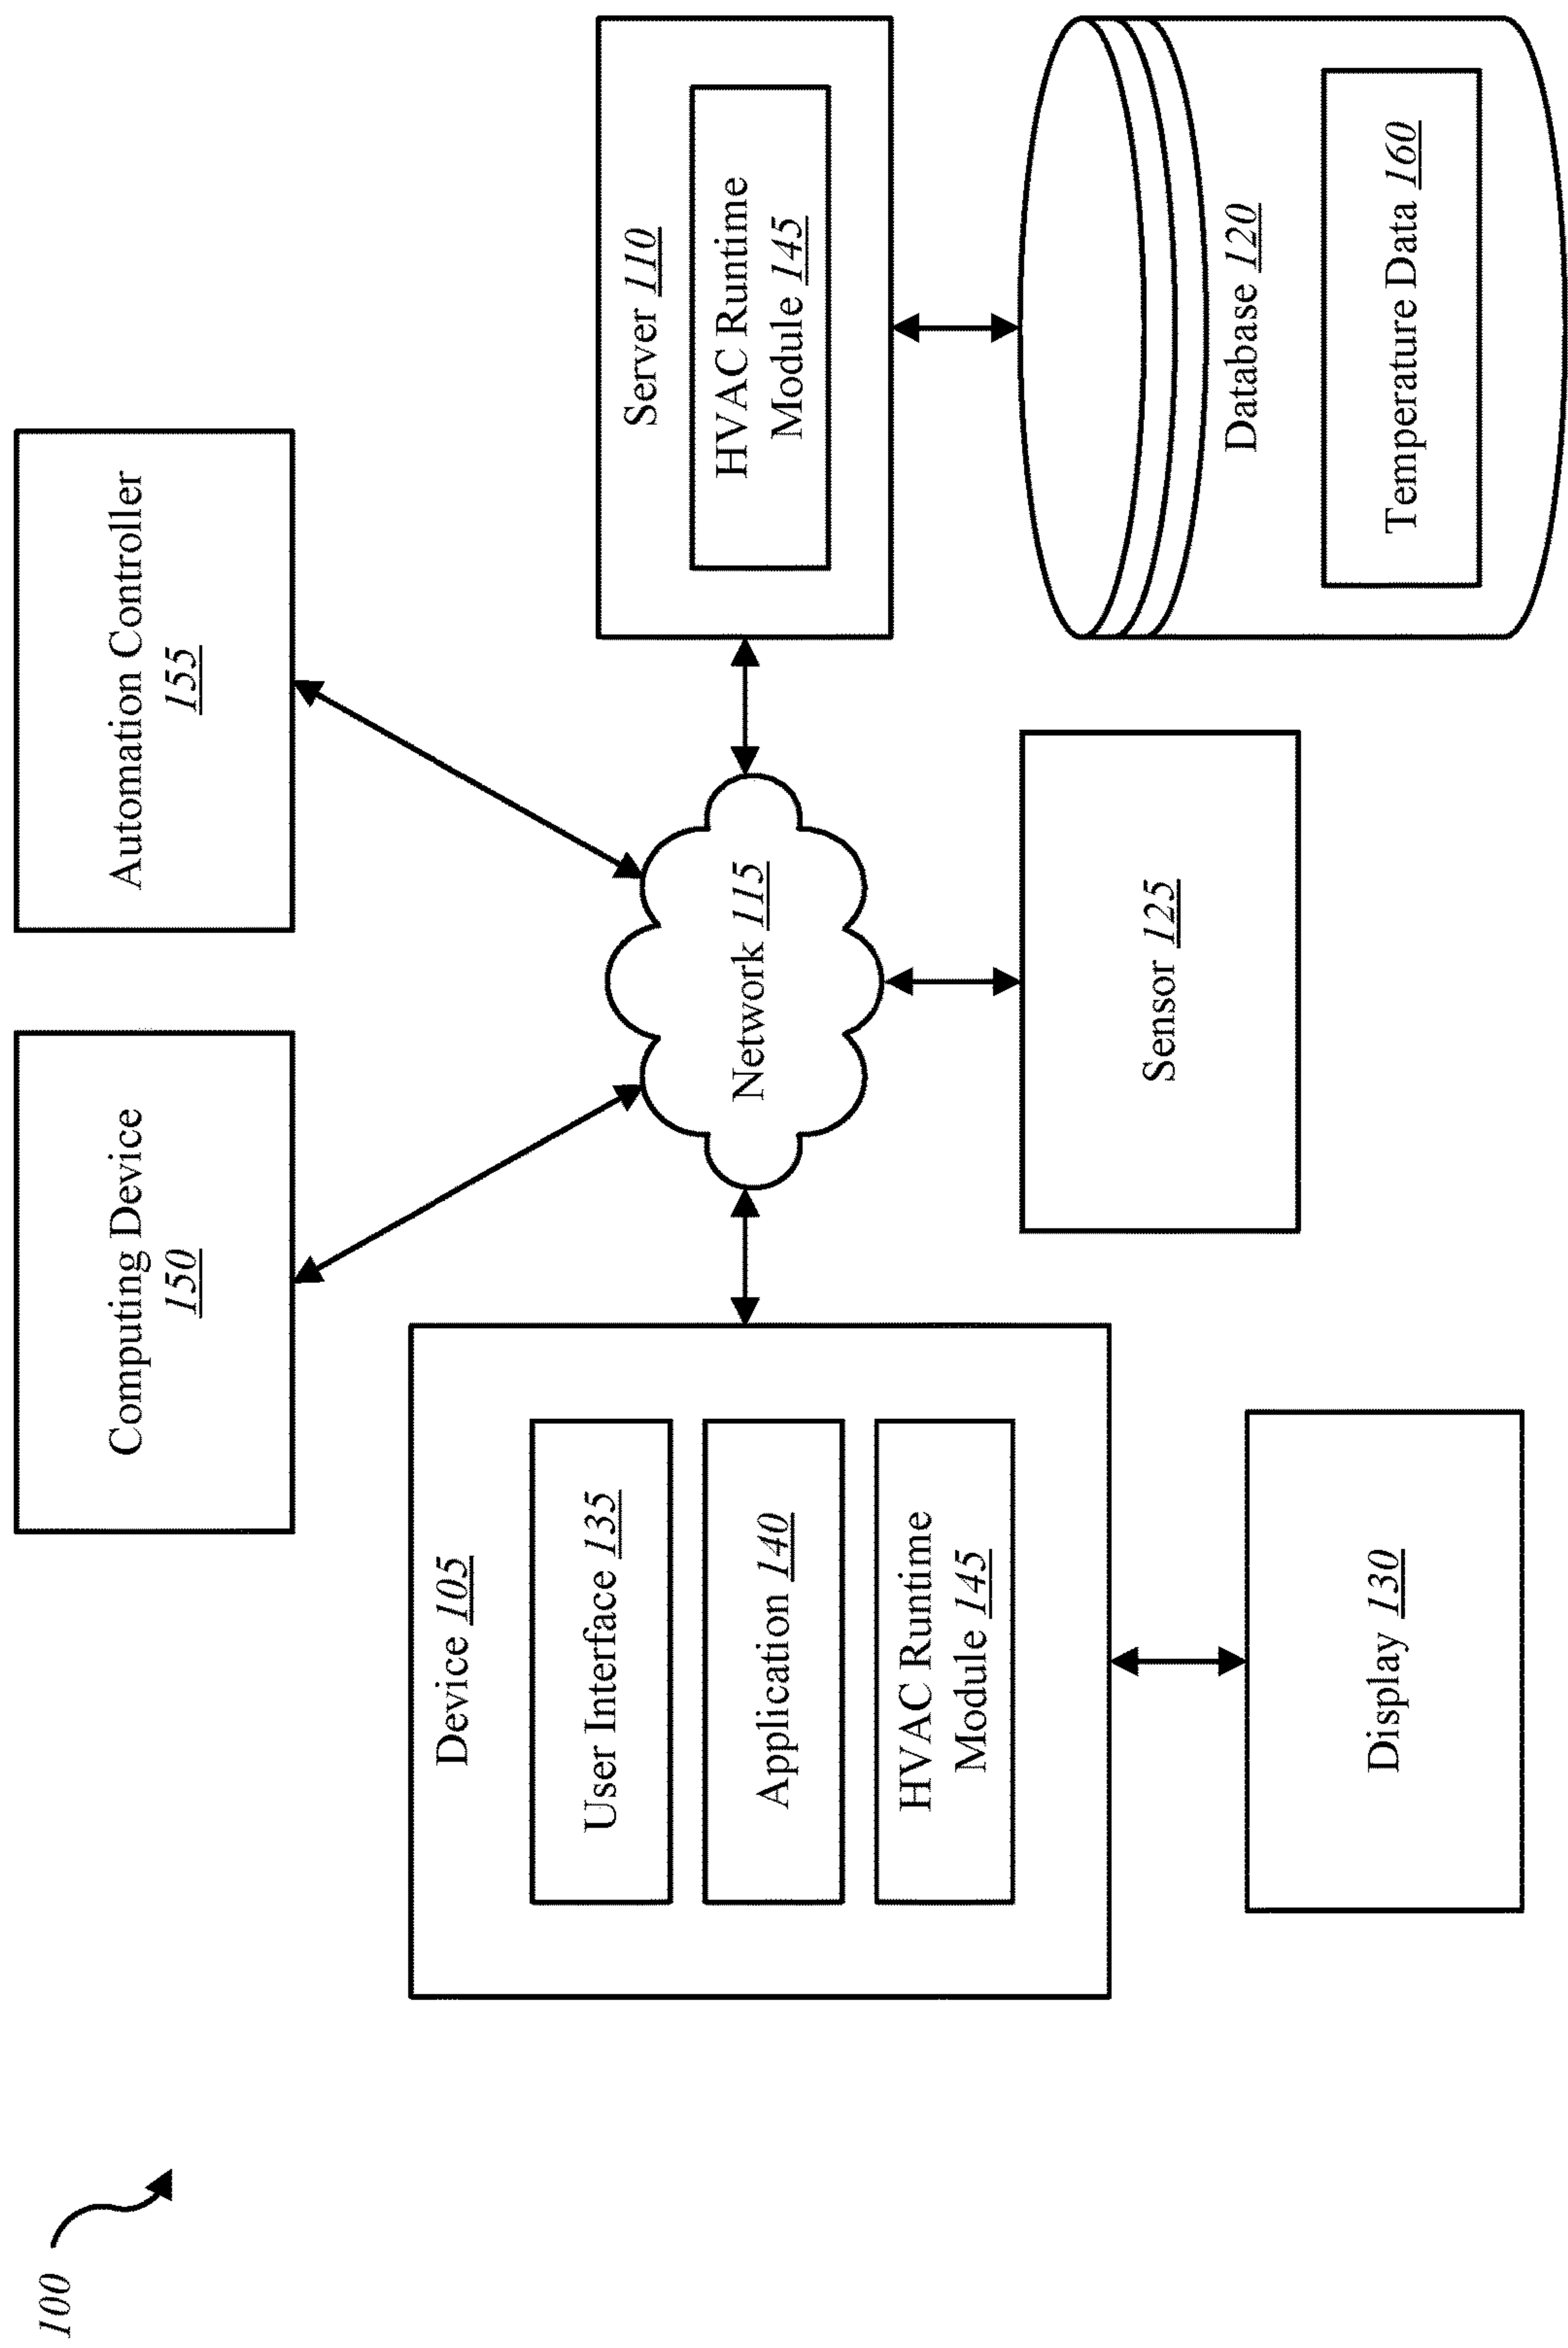 100
Computing Device
150
Automation Controller
155
Device 105
User Interface 135
Application 140
HVAC Runtime
Module 145
Network 115
Server 110
HVAC Runtime
Module 145
Display 130
Sensor 125
Database 120
Temperature Data 160